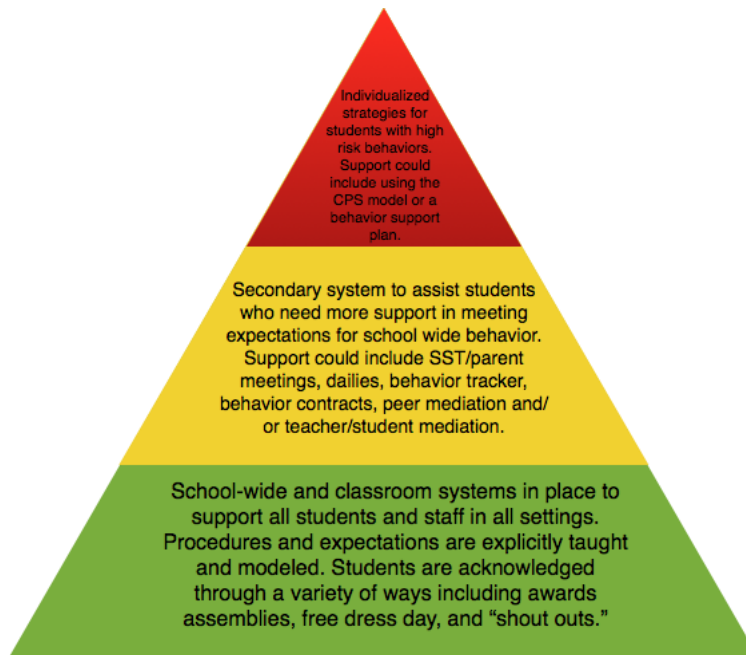 Individualized
strategies for
students with high
risk behaviors.
Support could
include using the
CPS model or a
behavior support
plan.
Secondary system to assist students
who need more support in meeting
expectations for school wide behavior.
Support could include SST/parent
meetings, dailies, behavior tracker,
behavior contracts, peer mediation and/
or teacher/student mediation.
School-wide and classroom systems in place to
support all students and staff in all settings.
Procedures and expectations are explicitly taught
and modeled. Students are acknowledged
through a variety of ways including awards
assemblies, free dress day, and “shout outs.”